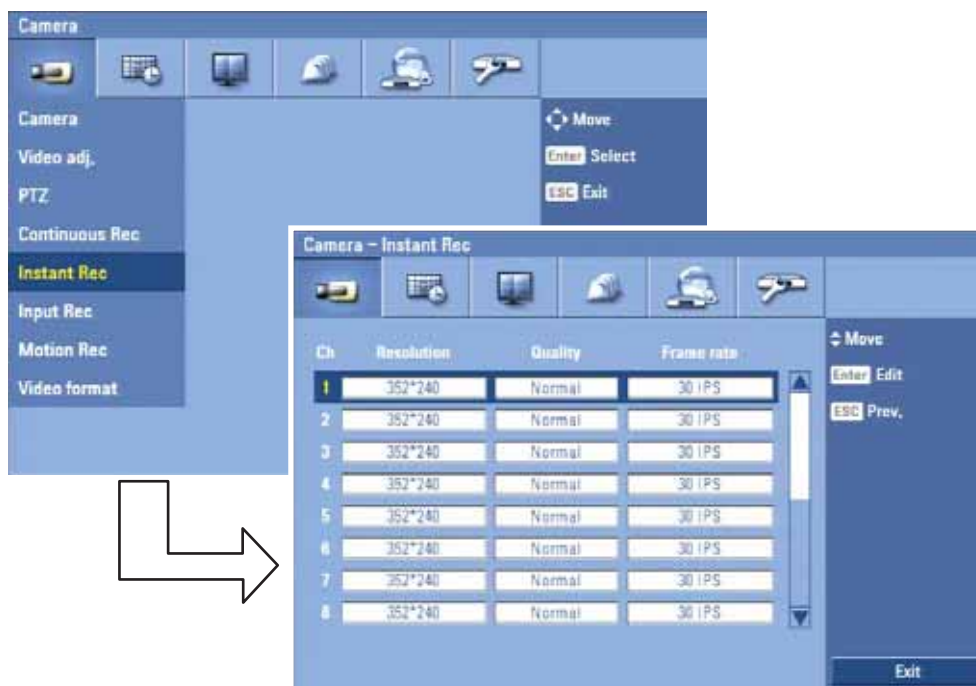 Camera
Camera
Video adj.
PTZ
Continuous Rec
Instant Rec
Input Rec
Motion Rec
Video format
Move
Enter Select
ESC Exit
Camera – Instant Rec
Ch Resolution Quality Frame rate
1 352*240 Normal 30 IPS
2 352*240 Normal 30 IPS
3 352*240 Normal 30 IPS
4 352*240 Normal 30 IPS
5 352*240 Normal 30 IPS
6 352*240 Normal 30 IPS
7 352*240 Normal 30 IPS
8 352*240 Normal 30 IPS
Move
Enter Edit
ESC Prev.
Exit